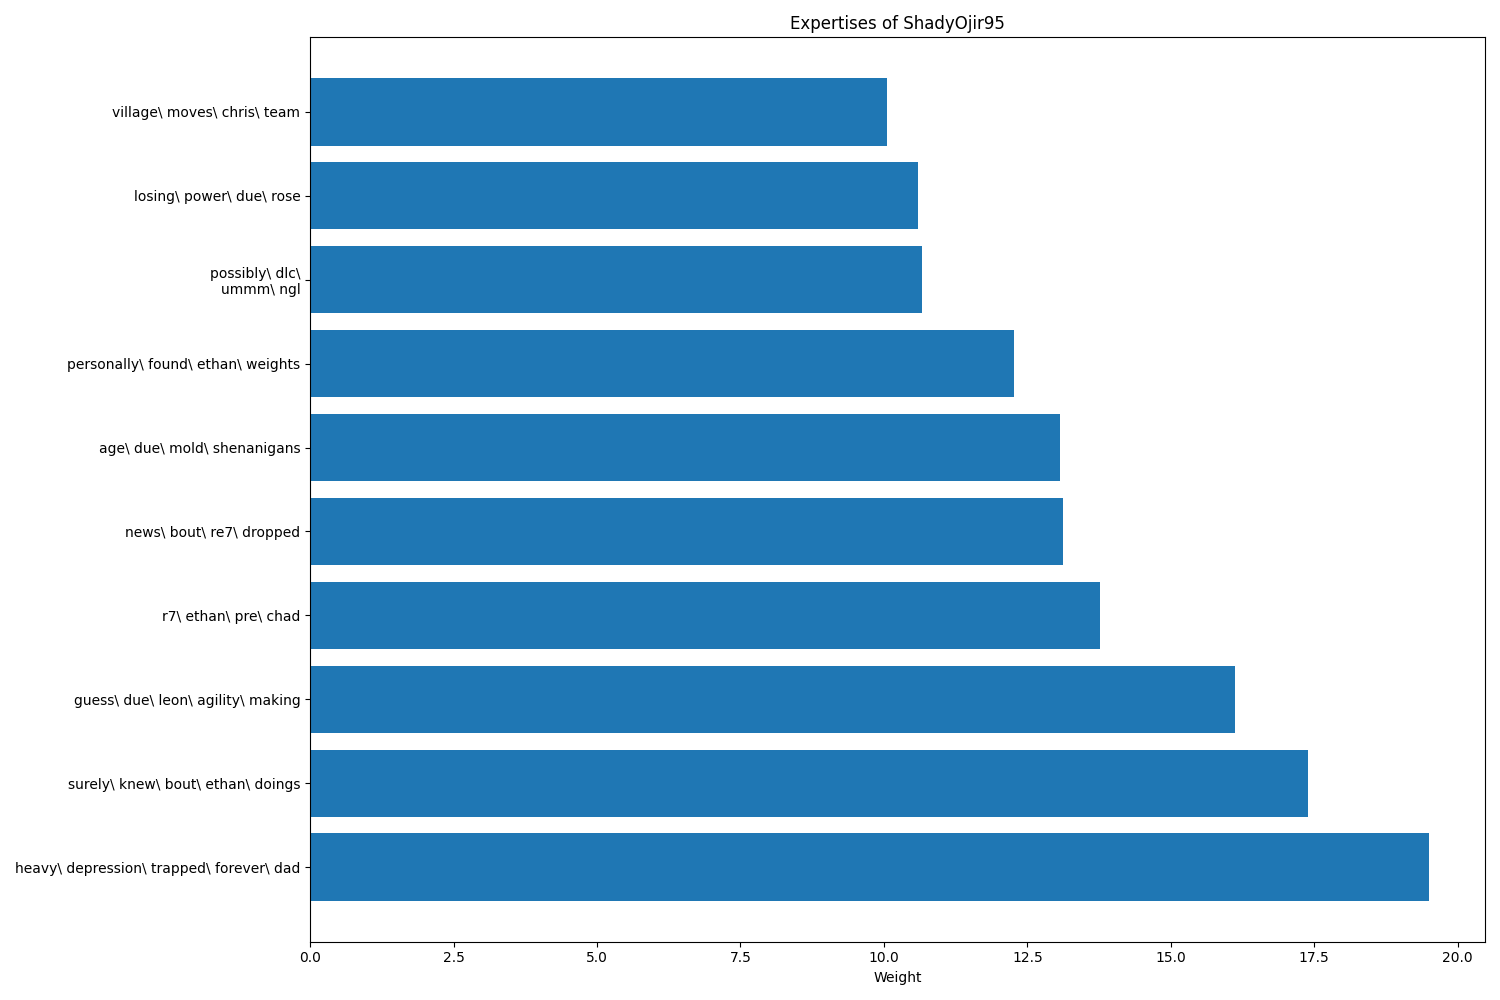 Expertises of ShadyOjir95
village\ moves\ chris\ team
losing\ power\ due\ rose
possibly\ dlc\
ummm\ ngl
personally\ found\ ethan\ weights
age\ due\ mold\ shenanigans
news\ bout\ re7\ dropped
r7\ ethan\ pre\ chad
guess\ due\ leon\ agility\ making
surely\ knew\ bout\ ethan\ doings
heavy\ depression\ trapped\ forever\ dad
0.0 2.5 5.0 7.5 10.0 12.5 15.0 17.5 20.0
Weight